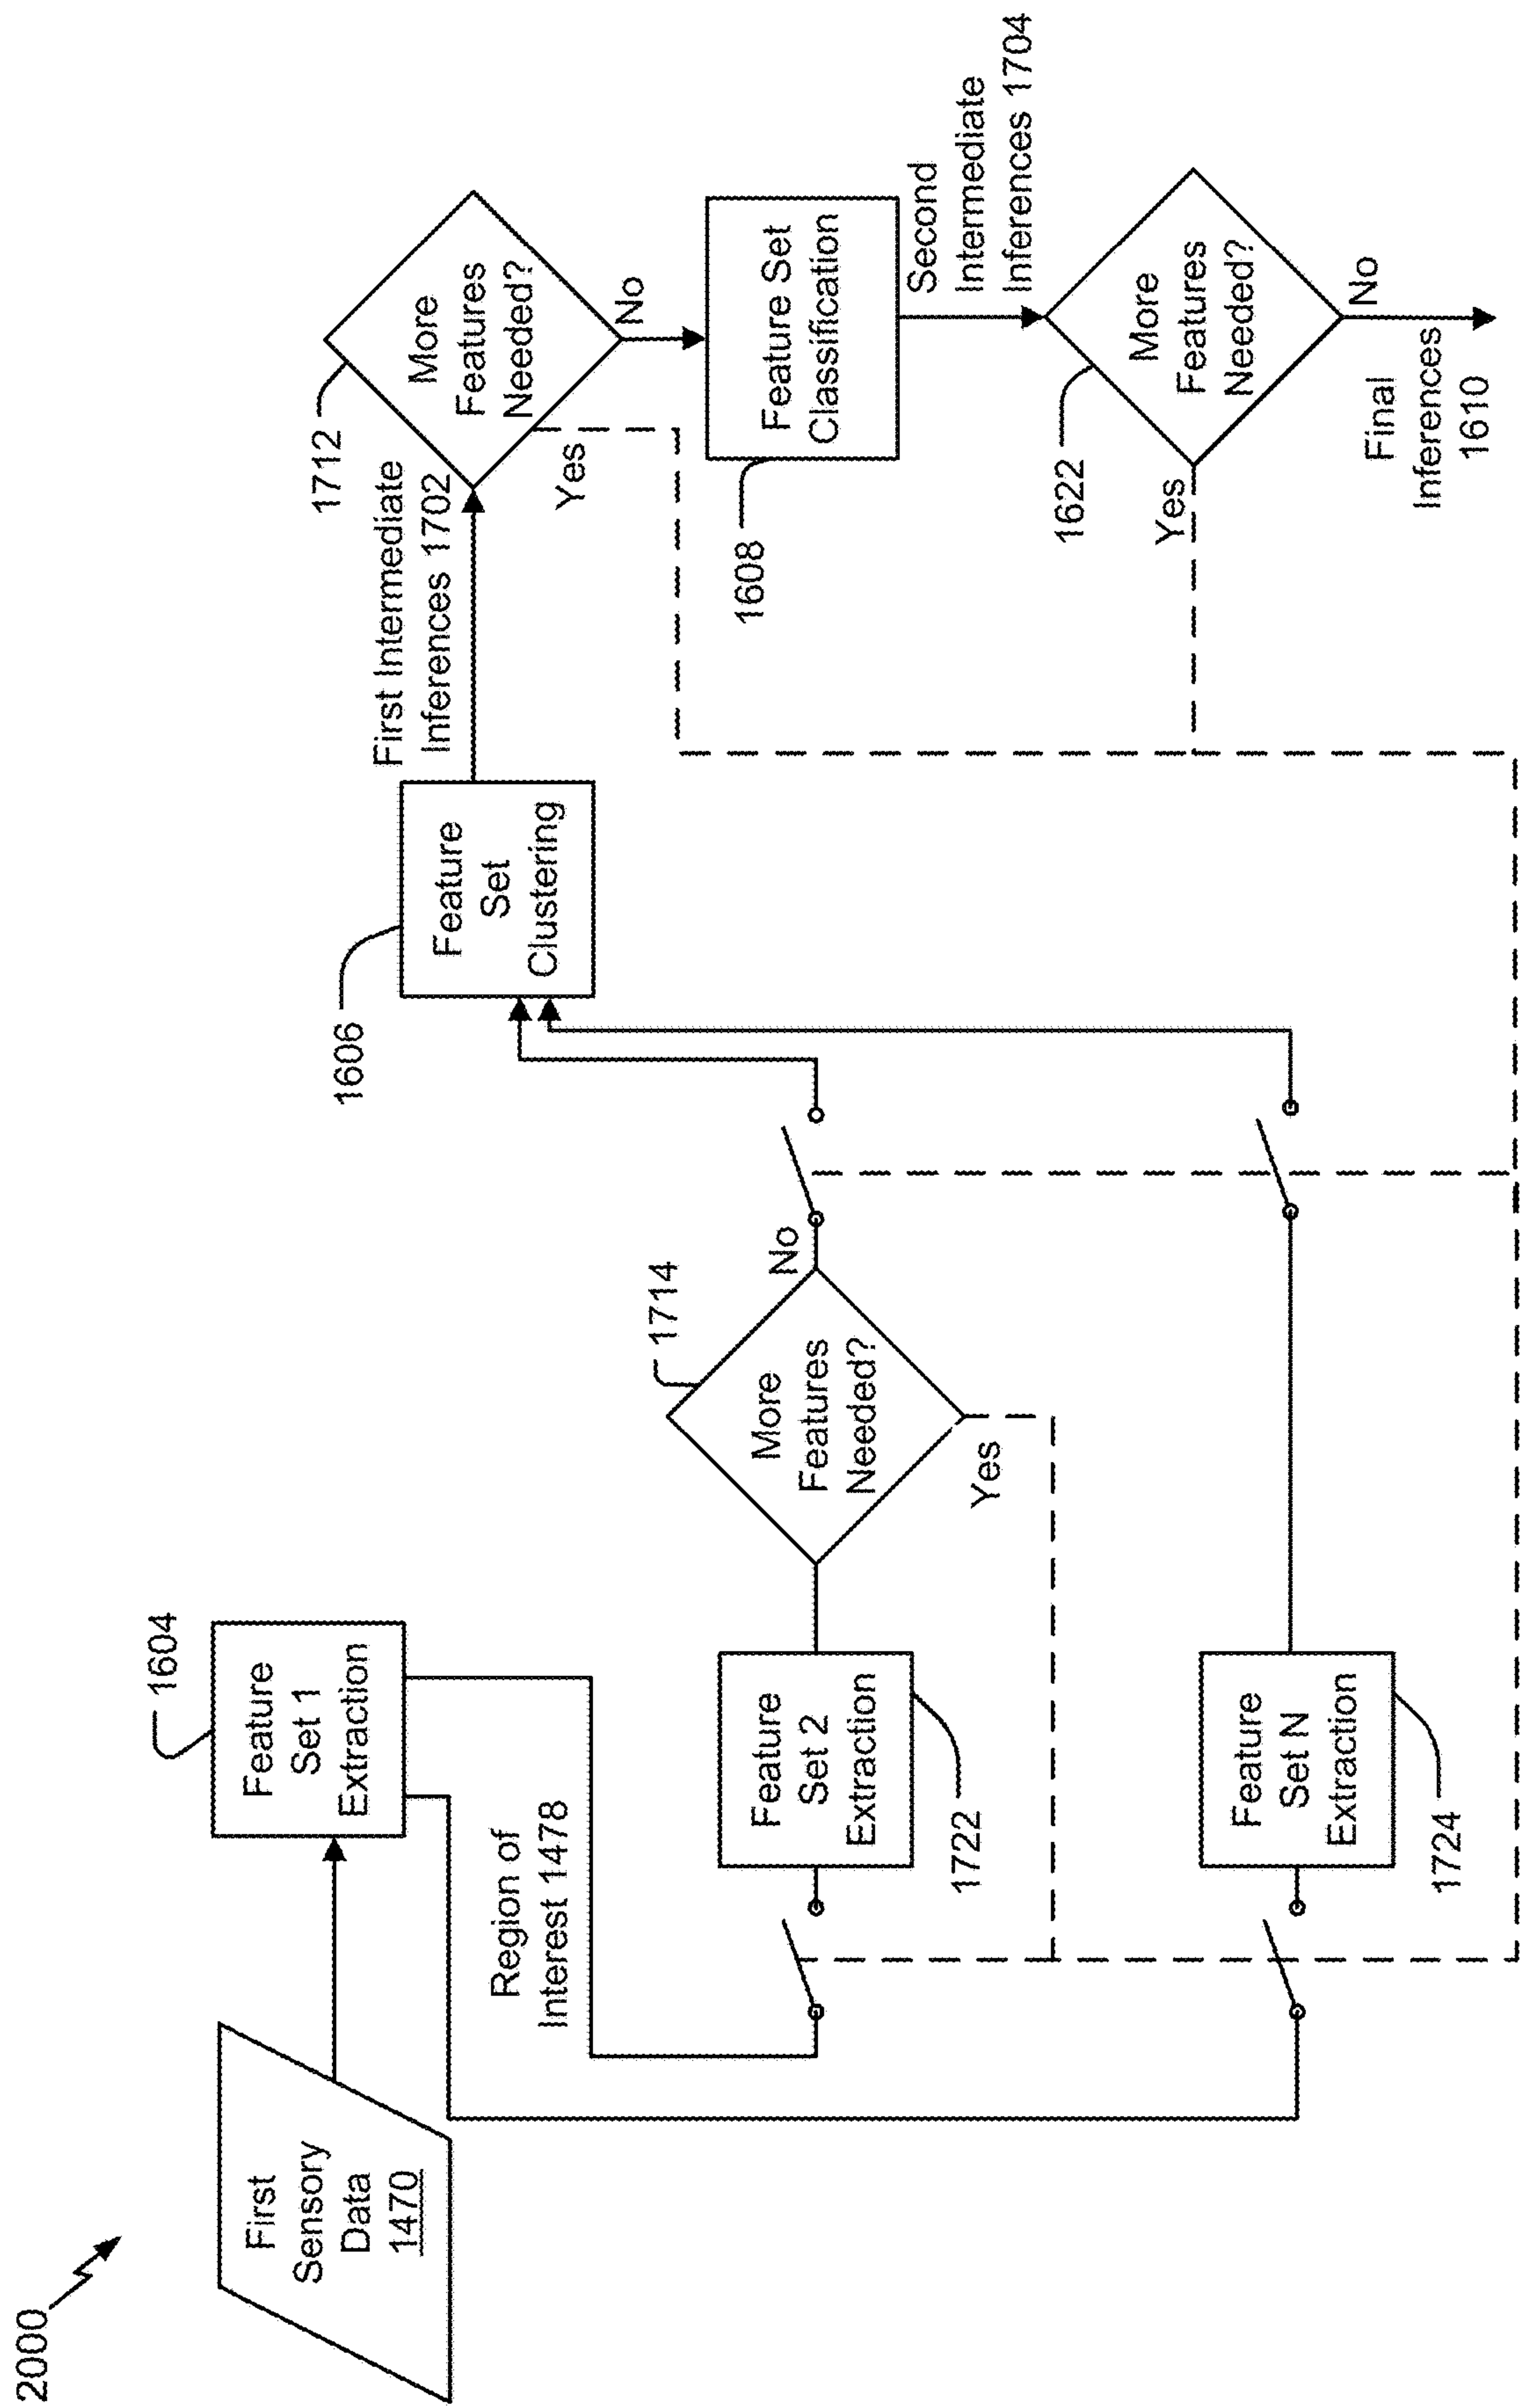 2000
First
Sensory
Data
1470
1604
Feature
Set 1
Extraction
Region of
Interest 1478
Feature
Set 2
Extraction
1722
1714
More
Features
Needed?
No
Yes
Feature
Set N
Extraction
1724
1606
Feature
Set
Clustering
First Intermediate
Inferences 1702
1712
More
Features
Needed?
Yes
No
1608
Feature Set
Classification
Second
Intermediate
Inferences 1704
1622
More
Features
Needed?
Yes
No
Final
Inferences
1610